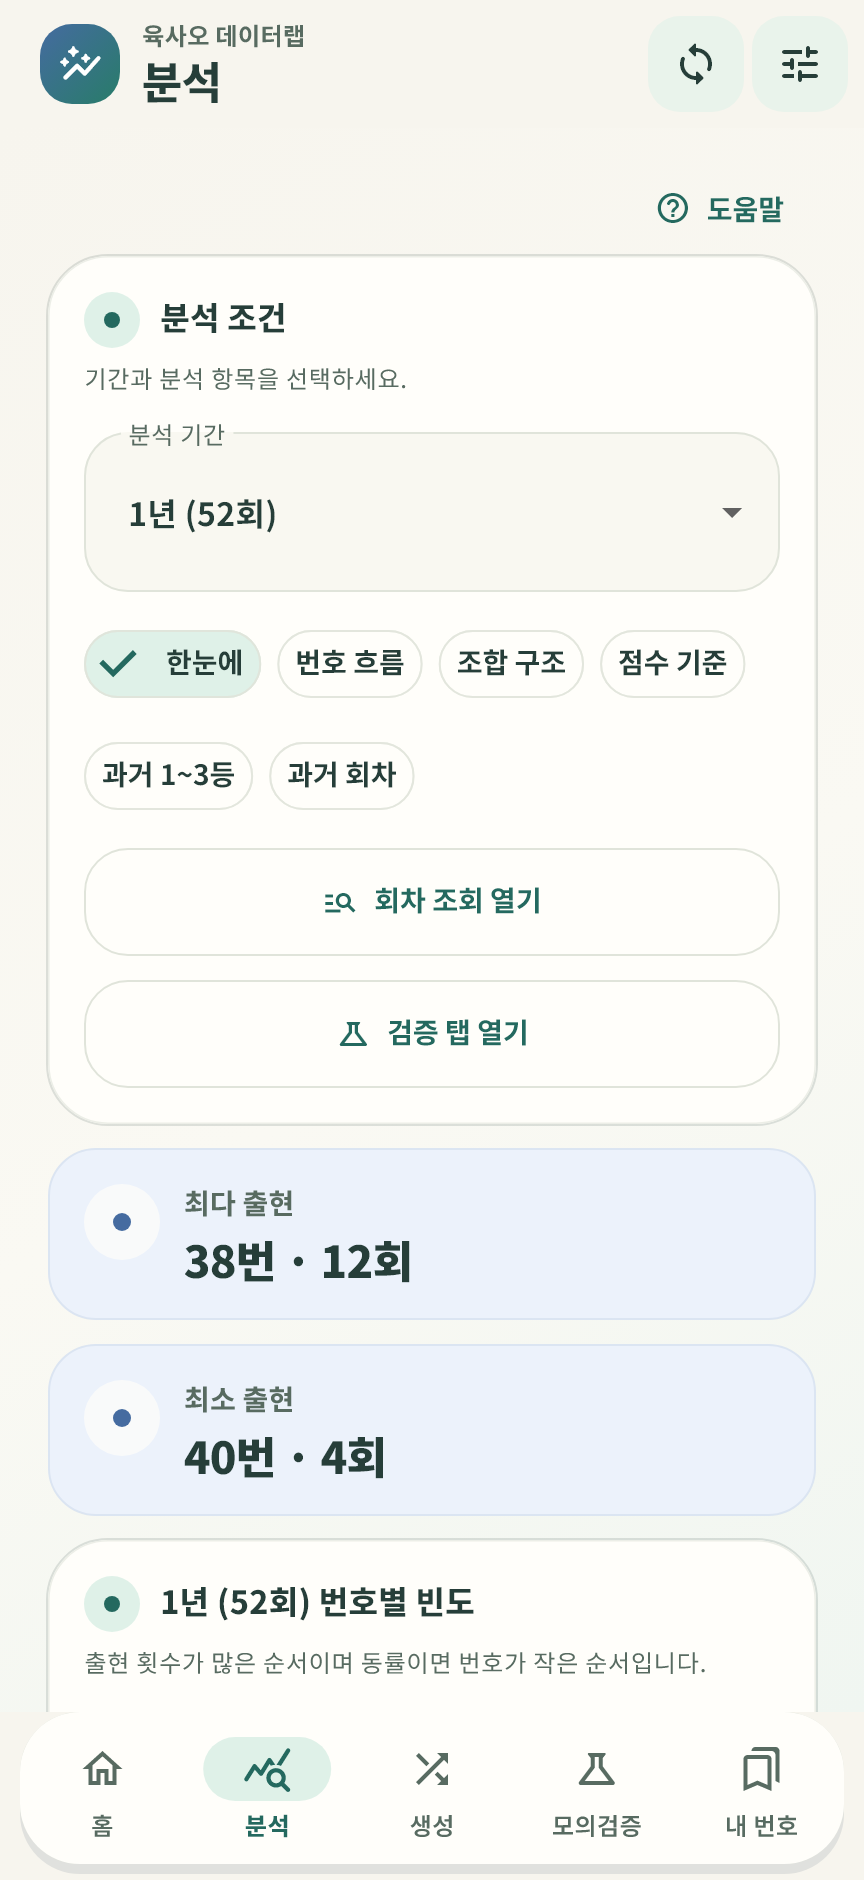 육사오 데이터랩
분석
도움말
분석 조건
기간과 분석 항목을 선택하세요.
분석 기간
1년 (52회)
한눈에
번호 흐름
조합 구조
점수 기준
과거 1~3등
과거 회차
회차 조회 열기
검증 탭 열기
최다 출현
38번 · 12회
최소 출현
40번 · 4회
1년 (52회) 번호별 빈도
출현 횟수가 많은 순서이며 동률이면 번호가 작은 순서입니다.
홈
분석
생성
모의검증
내 번호